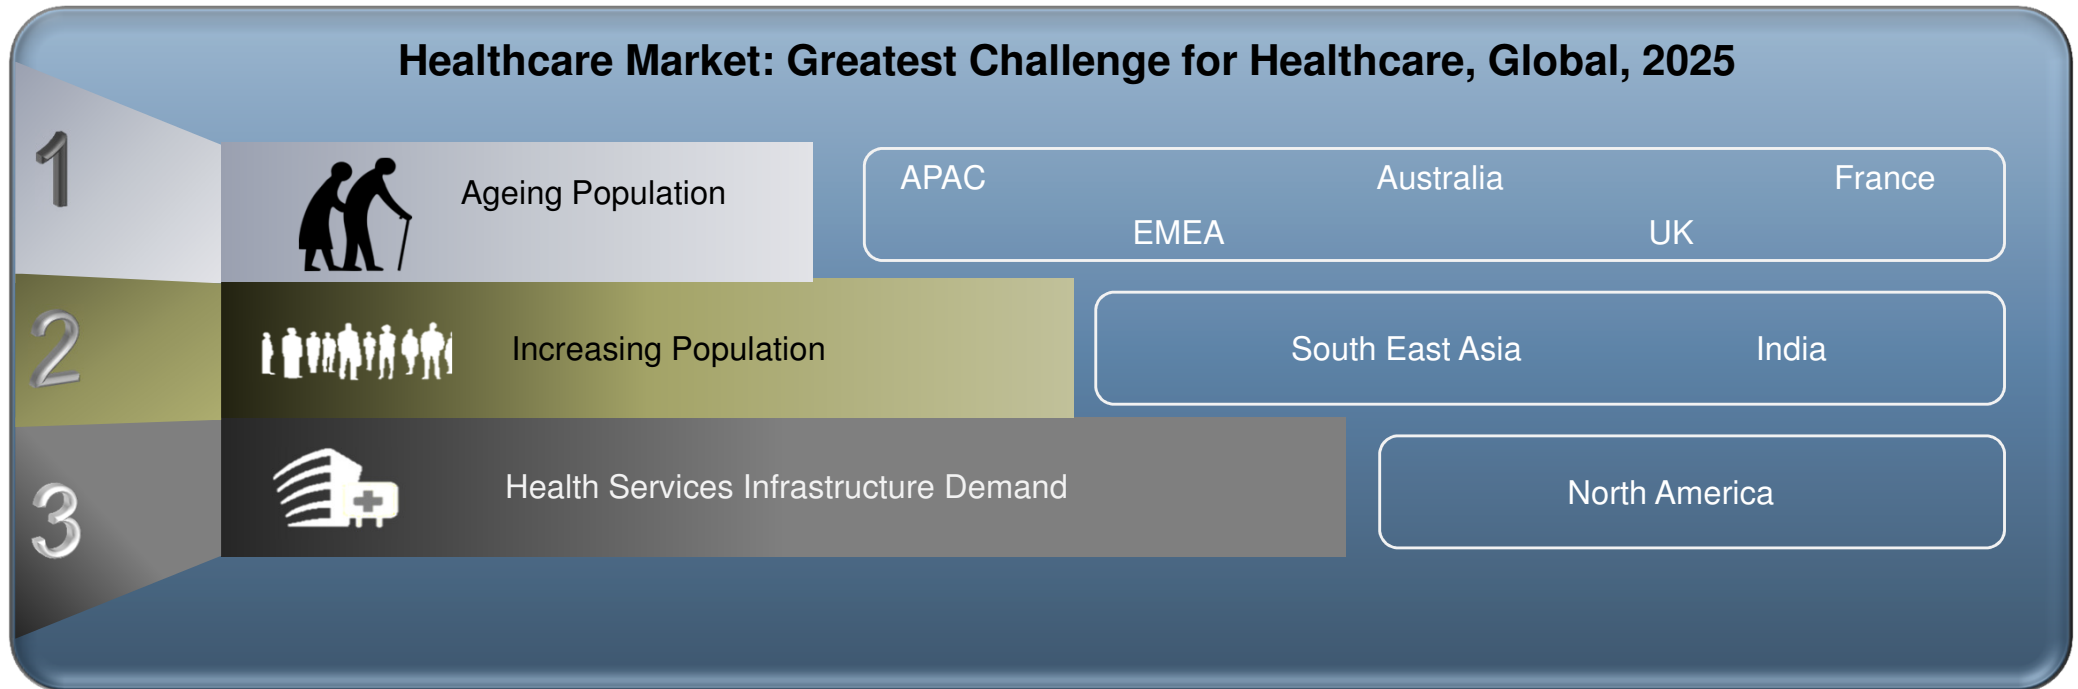 Healthcare Market: Greatest Challenge for Healthcare, Global, 2025
1
Ageing Population
APAC Australia France
EMEA UK
2
Increasing Population
South East Asia India
3
Health Services Infrastructure Demand
North America